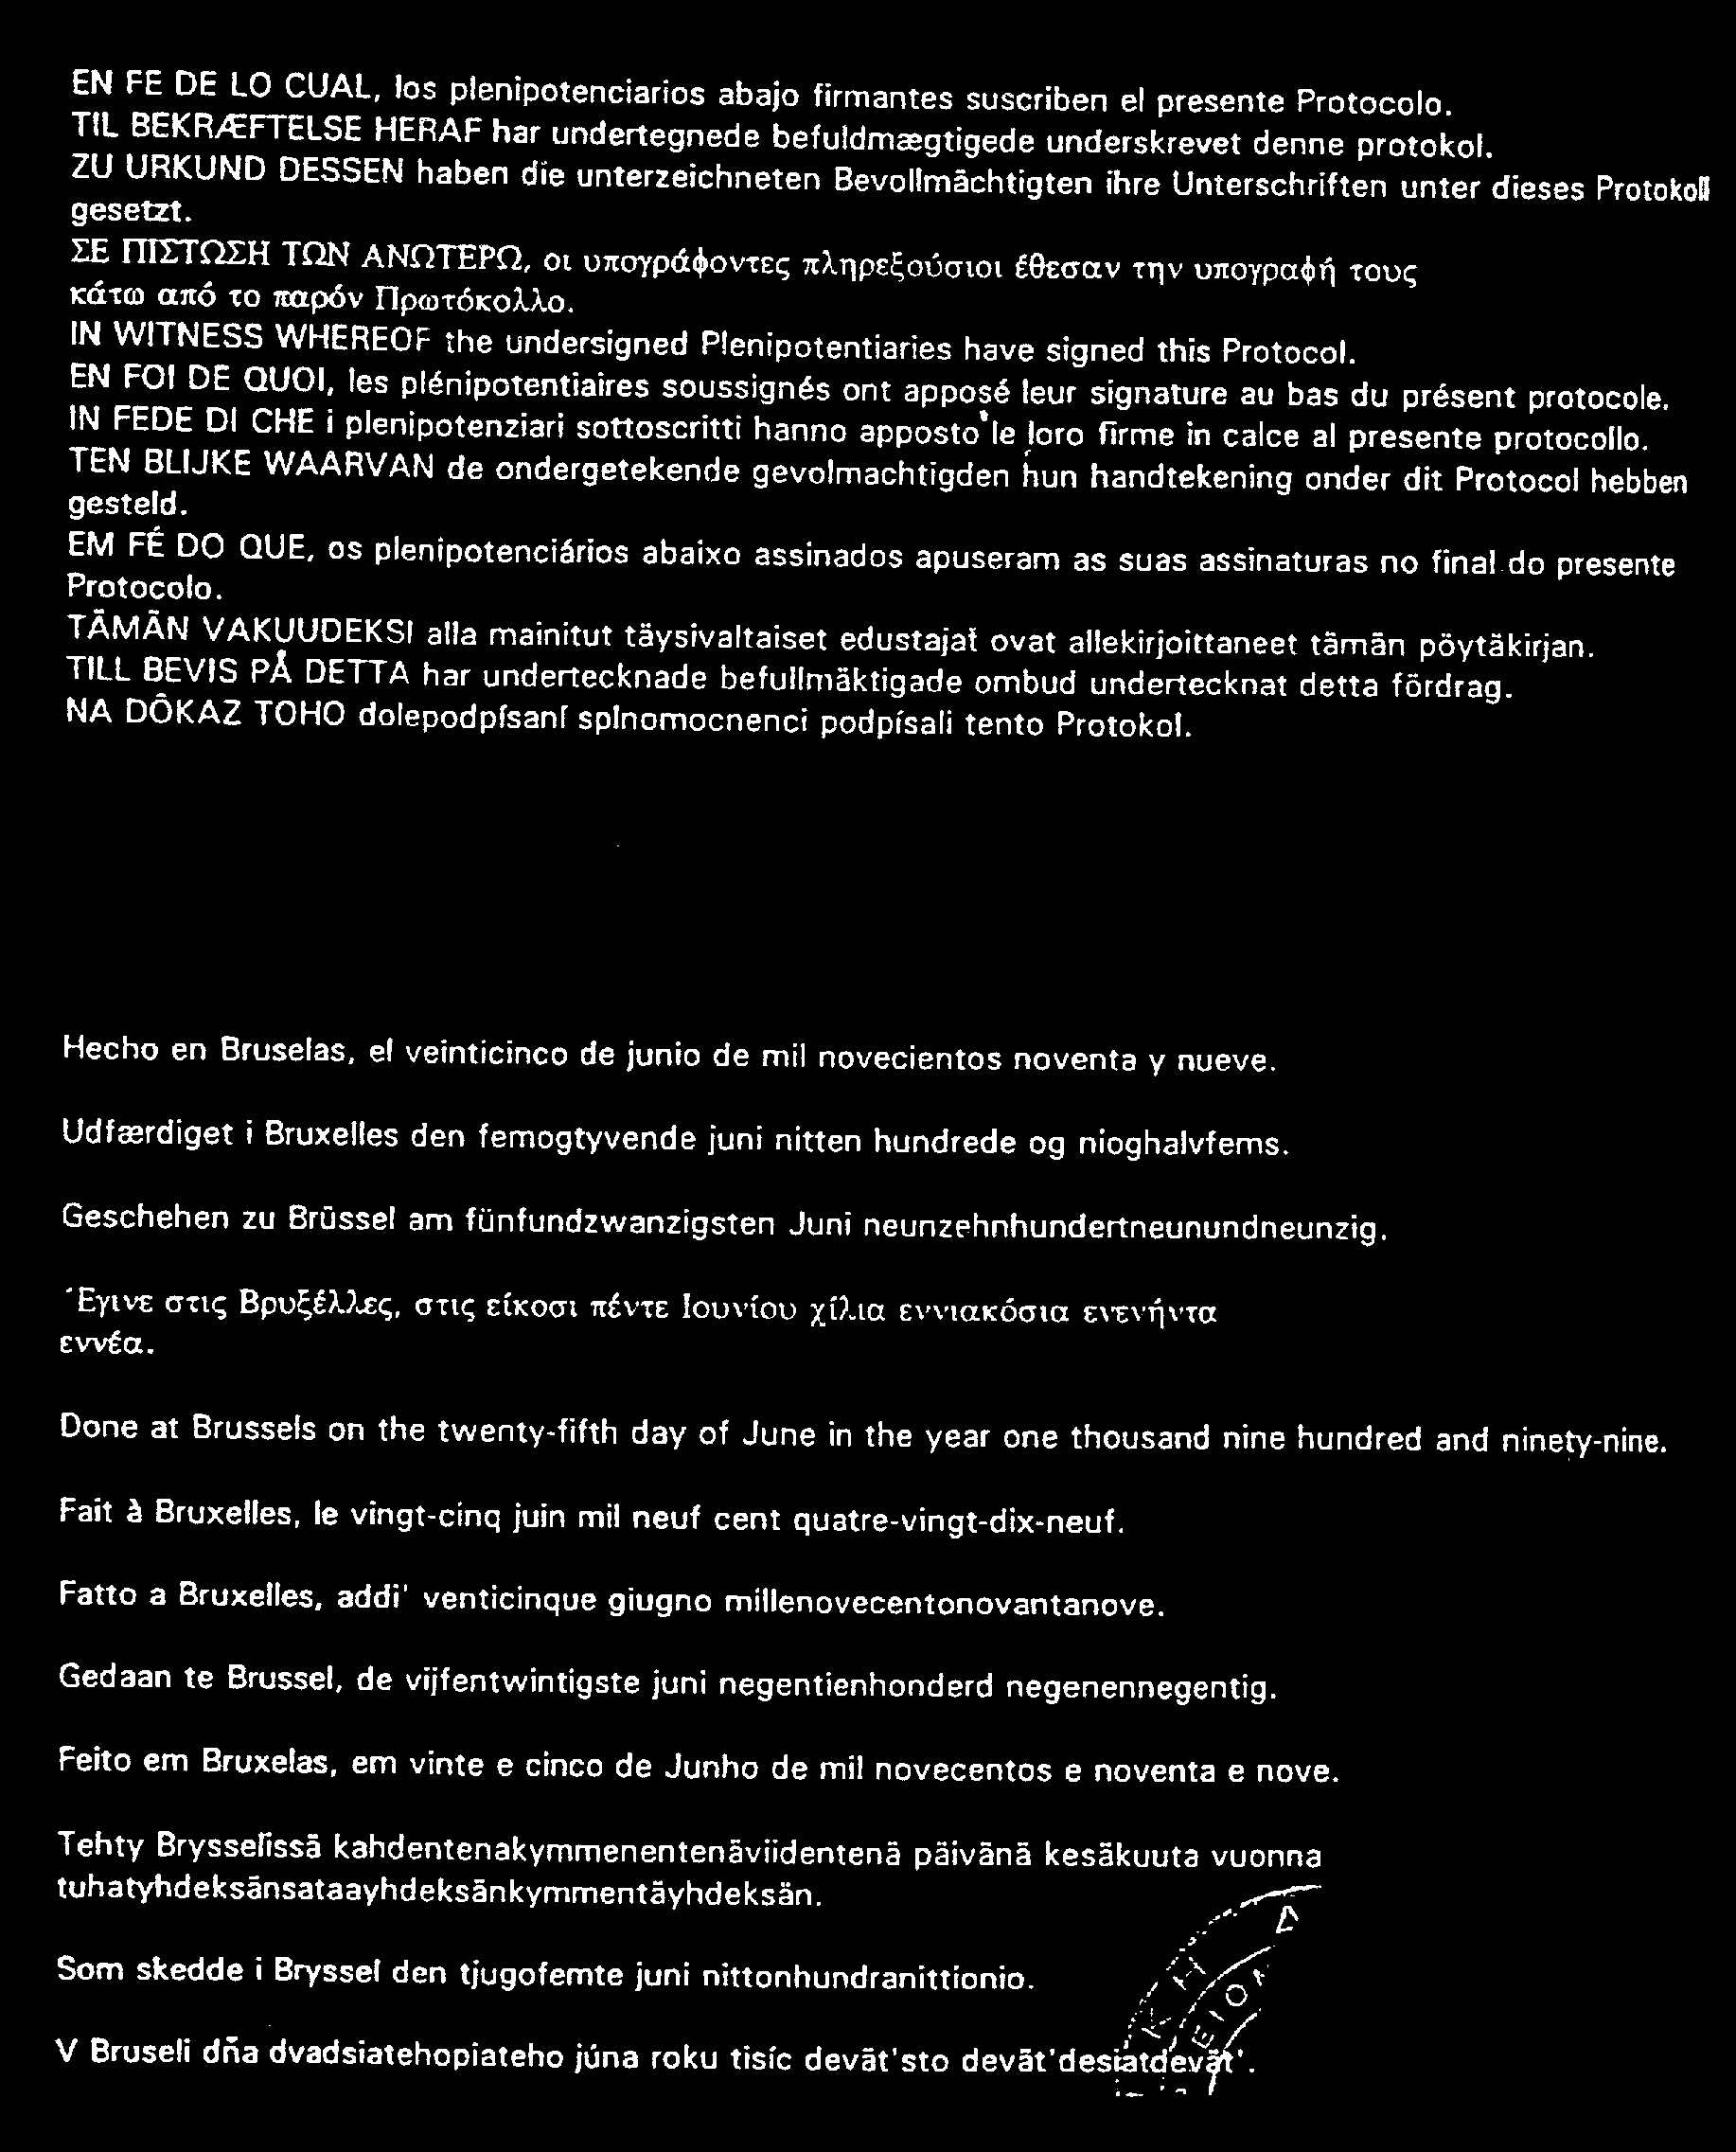 EN FE DE LO CUAL, los plenipotenciarios abajo firmantes suscriben el presente Protocolo.
TIL BEKRÆFTELSE HERAF har undertegnede befuldmægtigede underskrevet denne protokol.
ZU URKUND DESSEN haben die unterzeichneten Bevollmächtigten ihre Unterschriften unter dieses Protokoll
gesetzt.
ΣΕ ΠΙΣΤΩΣΗ ΤΩΝ ΑΝΩΤΕΡΩ, οι υπογράφοντες πληρεξούσιοι έθεσαν την υπογραφή τους
κάτω από το παρόν Πρωτόκολλο.
IN WITNESS WHEREOF the undersigned Plenipotentiaries have signed this Protocol.
EN FOI DE QUOI, les plénipotentiaires soussignés ont apposé leur signature au bas du présent protocole.
IN FEDE DI CHE i plenipotenziari sottoscritti hanno apposto le loro firme in calce al presente protocollo.
TEN BLIJKE WAARVAN de ondergetekende gevolmachtigden hun handtekening onder dit Protocol hebben
gesteld.
EM FÉ DO QUE, os plenipotenciários abaixo assinados apuseram as suas assinaturas no final do presente
Protocolo.
TÄMÄN VAKUUDEKSI alla mainitut täysivaltaiset edustajat ovat allekirjoittaneet tämän pöytäkirjan.
TILL BEVIS PÅ DETTA har undertecknade befullmäktigade ombud undertecknat detta fördrag.
NA DÔKAZ TOHO dolepodpísaní splnomocnenci podpísali tento Protokol.
Hecho en Bruselas, el veinticinco de junio de mil novecientos noventa y nueve.
Udfærdiget i Bruxelles den femogtyvende juni nitten hundrede og nioghalvfems.
Geschehen zu Brüssel am fünfundzwanzigsten Juni neunzehnhundertneunundneunzig.
Έγινε στις Βρυξέλλες, στις είκοσι πέντε Ιουνίου χίλια εννιακόσια ενενήντα
εννέα.
Done at Brussels on the twenty-fifth day of June in the year one thousand nine hundred and ninety-nine.
Fait à Bruxelles, le vingt-cinq juin mil neuf cent quatre-vingt-dix-neuf.
Fatto a Bruxelles, addi' venticinque giugno millenovecentonovantanove.
Gedaan te Brussel, de vijfentwintigste juni negentienhonderd negenennegentig.
Feito em Bruxelas, em vinte e cinco de Junho de mil novecentos e noventa e nove.
Tehty Brysselissä kahdentenakymmenentenäviidentenä päivänä kesäkuuta vuonna
tuhatyhdeksänsataayhdeksänkymmentäyhdeksän.
Som skedde i Bryssel den tjugofemte juni nittonhundranittionio.
V Bruseli dňa dvadsiatehopiateho júna roku tisíc devät'sto devät'desiatdevät'.